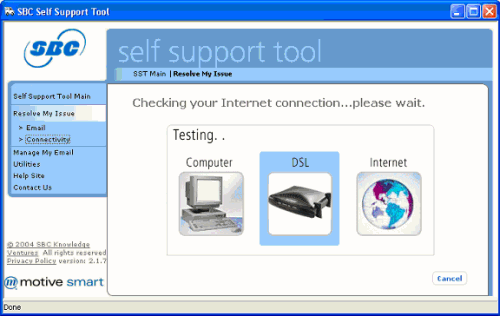 SBC Self Support Tool
SBC
self support tool
SST Main | Resolve My Issue
Self Support Tool Main
Resolve My Issue
> Email
> Connectivity
Manage My Email
Utilities
Help Site
Contact Us
Checking your Internet connection...please wait.
Testing. .
Computer DSL Internet
© 2004 SBC Knowledge
Ventures. All rights reserved
Privacy Policy version: 2.1.7
Cancel
m motive smart
Done